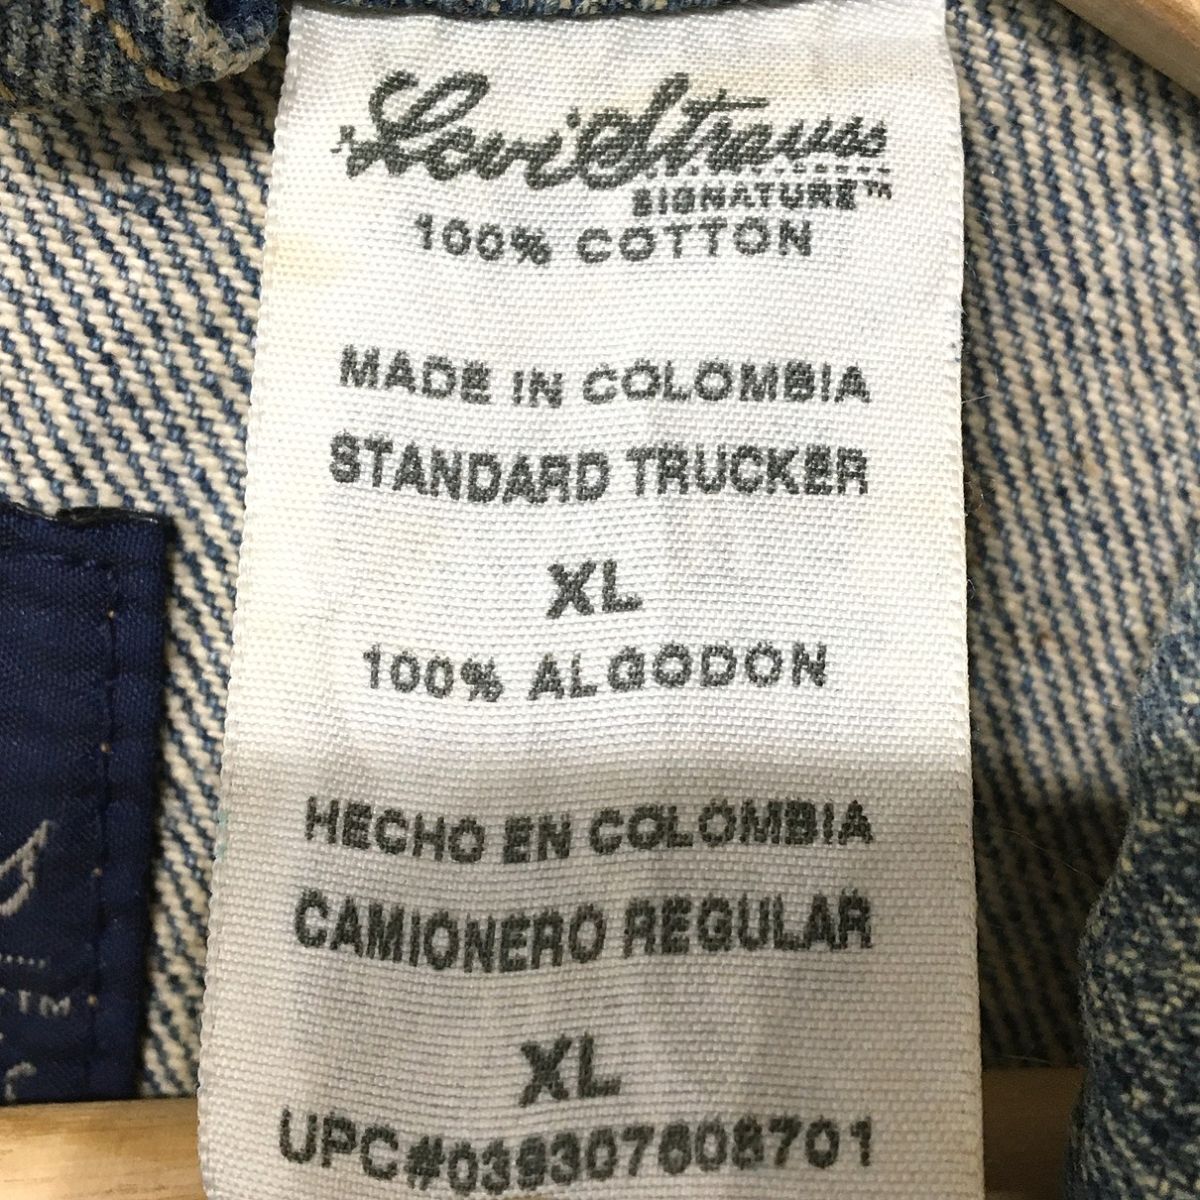 Levi Strauss
SIGNATURE™
100% COTTON
MADE IN COLOMBIA
STANDARD TRUCKER
XL
100% ALGODON
HECHO EN COLOMBIA
CAMIONERO REGULAR
XL
UPC#039307608701